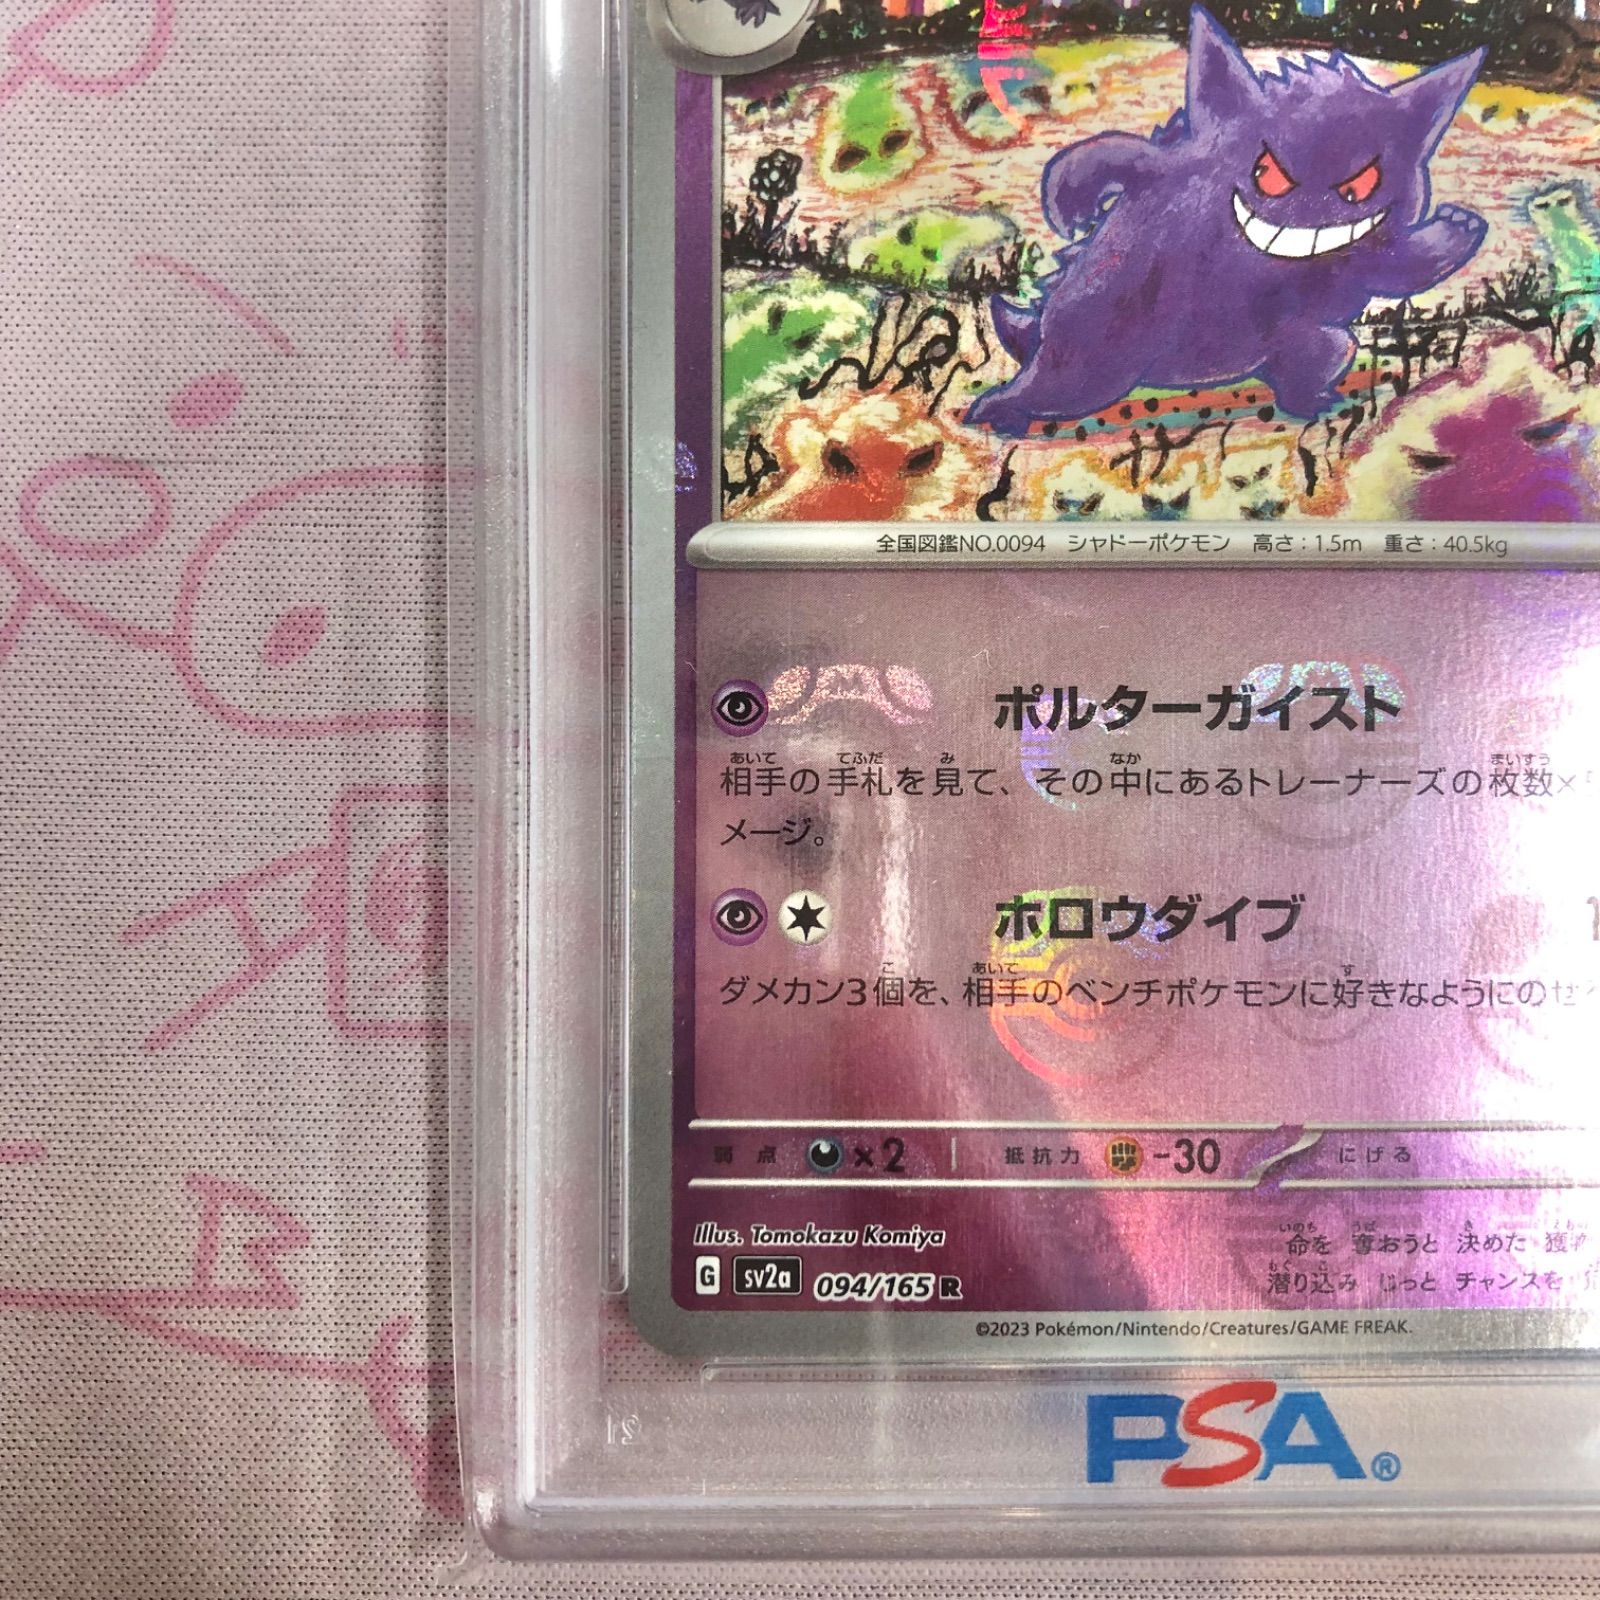 全国図鑑NO.0094 シャドーポケモン 高さ:1.5m 重さ:40.5kg
ポルターガイスト
相手の手札を見て、その中にあるトレーナーズの枚数×
メージ。
ホロウダイブ
ダメカン3個を、相手のベンチポケモンに好きなようにのせ
弱点 ×2 抵抗力 -30 にげる
Illus. Tomokazu Komiya
命を 奪おうと 決めた 獲
G sv2a 094/165 R
潜り込み じっと チャンスを
©2023 Pokémon/Nintendo/Creatures/GAME FREAK.
PSA®